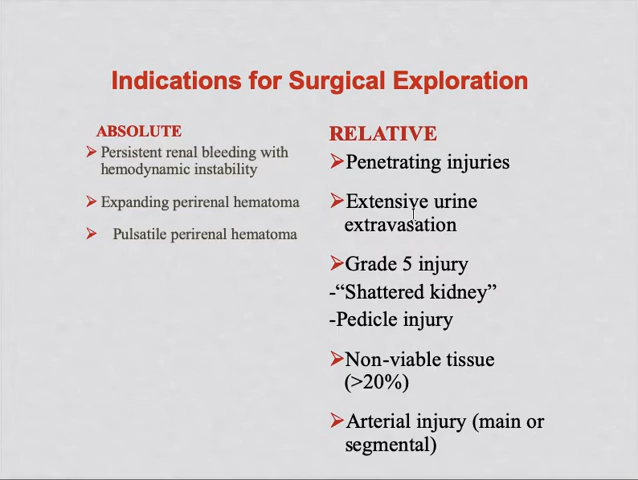 Indications for Surgical Exploration
ABSOLUTE
➢ Persistent renal bleeding with
hemodynamic instability
➢ Expanding perirenal hematoma
➢ Pulsatile perirenal hematoma
RELATIVE
➢Penetrating injuries
➢Extensive urine
extravasation
➢Grade 5 injury
-“Shattered kidney”
-Pedicle injury
➢Non-viable tissue
(>20%)
➢Arterial injury (main or
segmental)